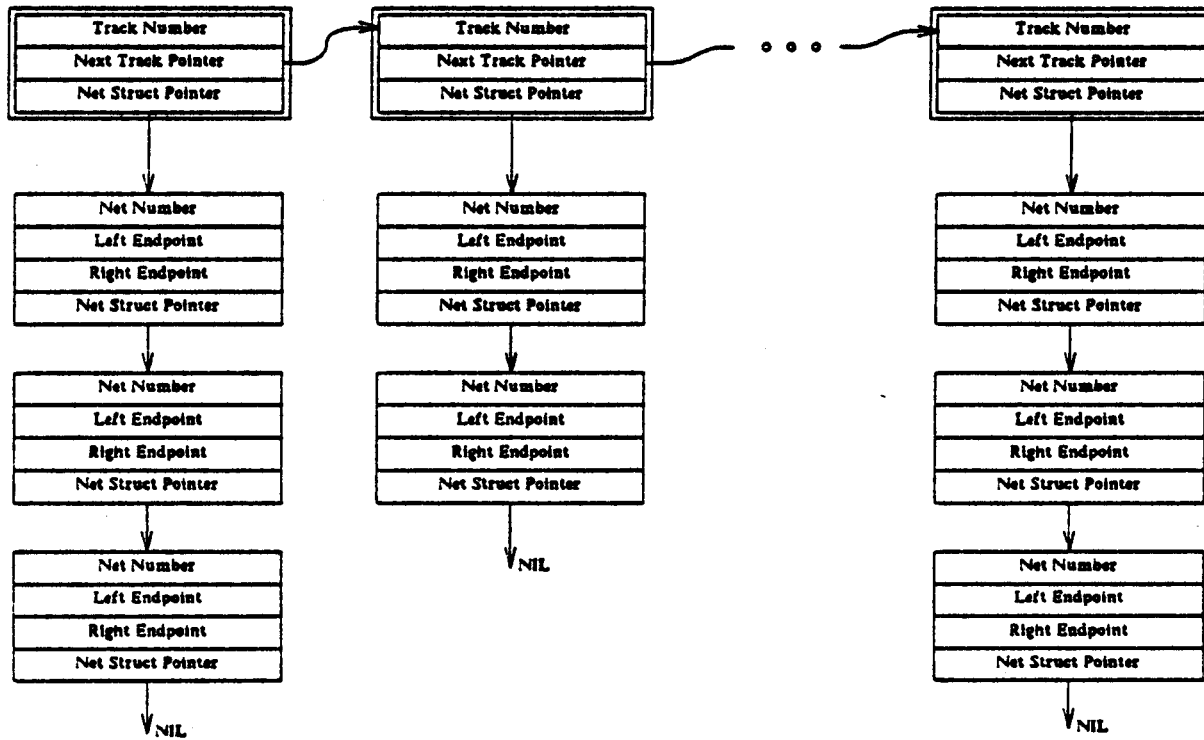 Track Number
Next Track Pointer
Net Struct Pointer
Track Number
Next Track Pointer
Net Struct Pointer
Track Number
Next Track Pointer
Net Struct Pointer
Net Number
Left Endpoint
Right Endpoint
Net Struct Pointer
Net Number
Left Endpoint
Right Endpoint
Net Struct Pointer
Net Number
Left Endpoint
Right Endpoint
Net Struct Pointer
Net Number
Left Endpoint
Right Endpoint
Net Struct Pointer
Net Number
Left Endpoint
Right Endpoint
Net Struct Pointer
Net Number
Left Endpoint
Right Endpoint
Net Struct Pointer
Net Number
Left Endpoint
Right Endpoint
Net Struct Pointer
NIL
Net Number
Left Endpoint
Right Endpoint
Net Struct Pointer
NIL
NIL